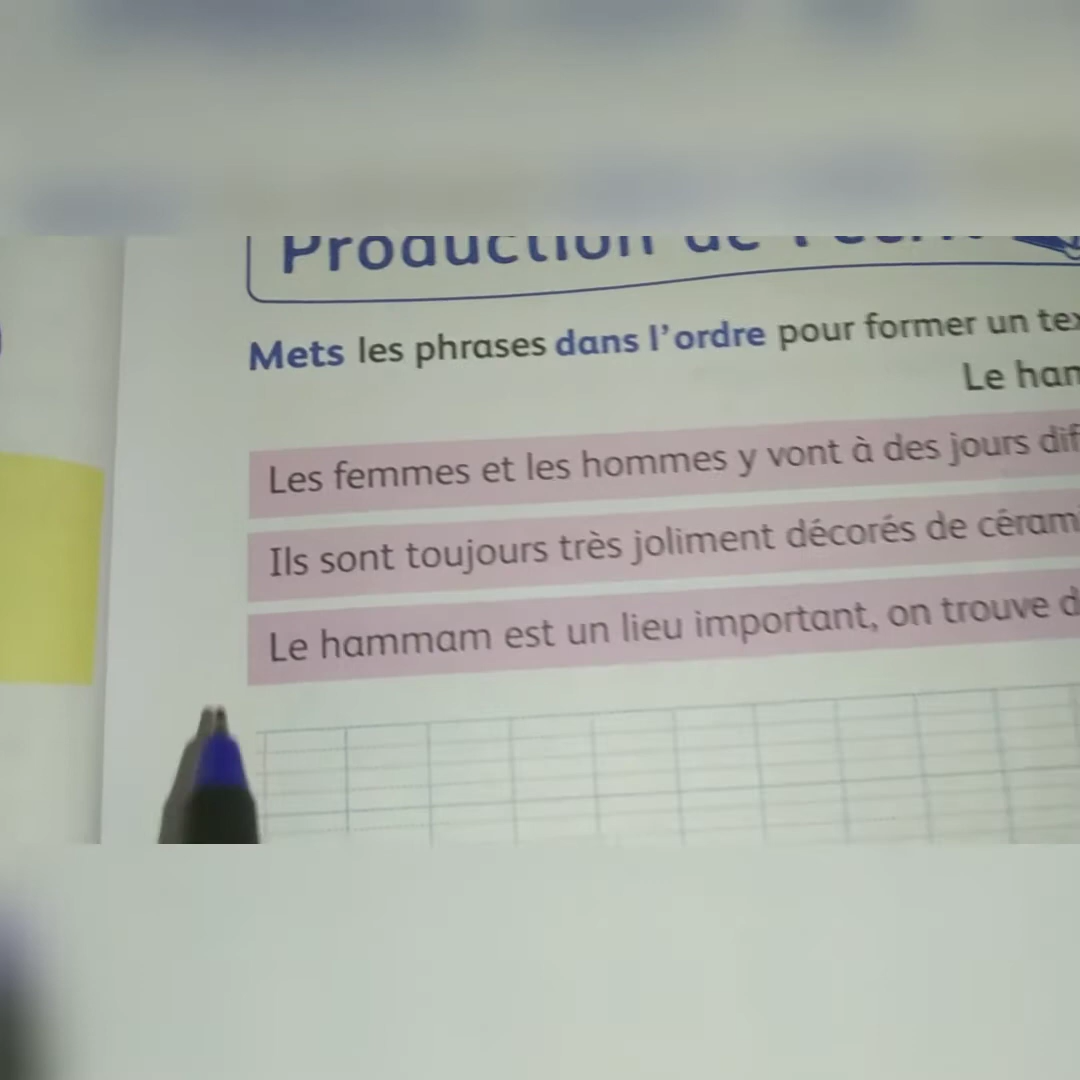 Production de l'écrit
Mets les phrases dans l'ordre pour former un
Le
Les femmes et les hommes y vont à des jours
Ils sont toujours très joliment décorés de
Le hammam est un lieu important, on trouve